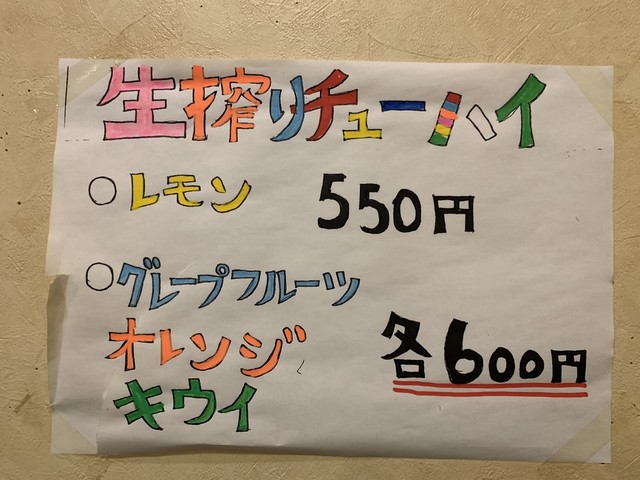 生搾りチューハイ
○レモン 550円
○グレープフルーツ
オレンジ
キウイ
各600円